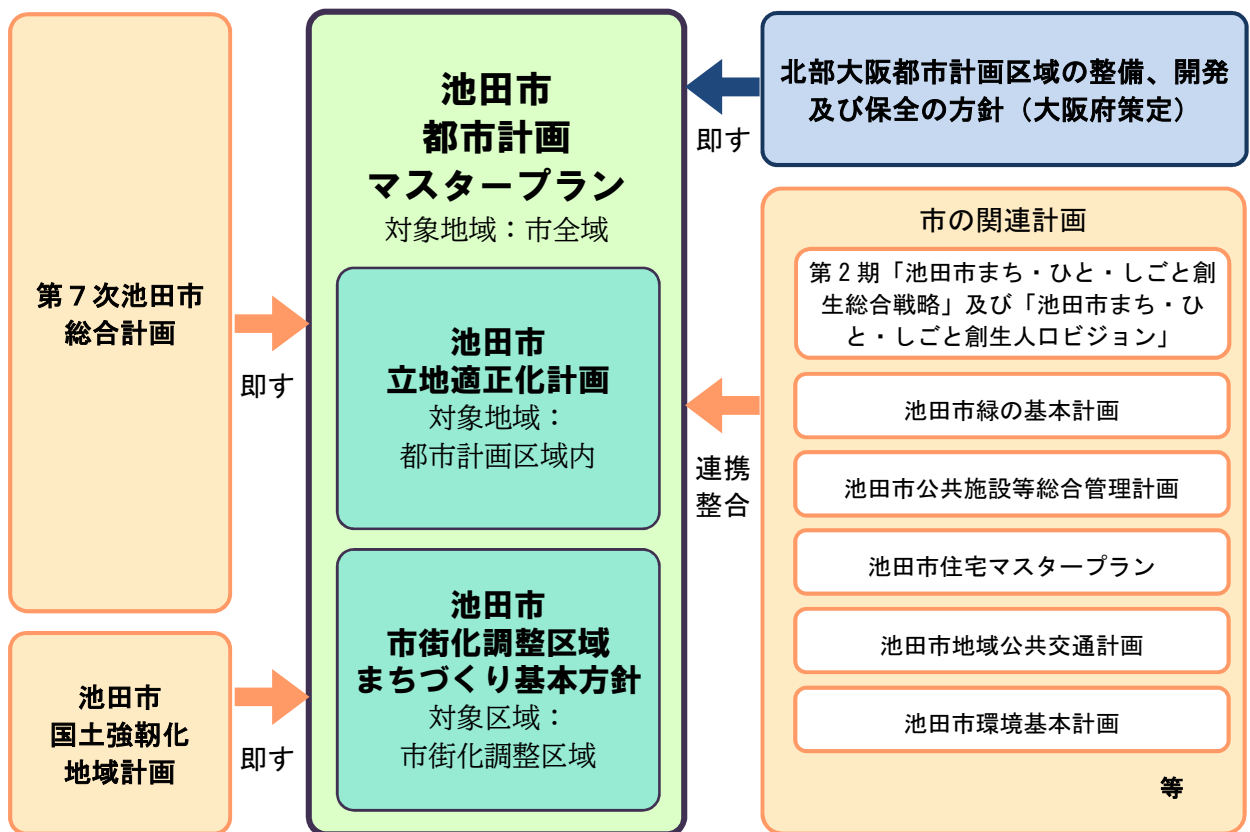 第７次池田市
総合計画
即す
池田市
国土強靭化
地域計画
即す
池田市
都市計画
マスタープラン
対象地域：市全域
池田市
立地適正化計画
対象地域：
都市計画区域内
池田市
市街化調整区域
まちづくり基本方針
対象区域：
市街化調整区域
北部大阪都市計画区域の整備、開発
及び保全の方針（大阪府策定）
即す
連携
整合
市の関連計画
第２期「池田市まち・ひと・しごと創
生総合戦略」及び「池田市まち・ひ
と・しごと創生人口ビジョン」
池田市緑の基本計画
池田市公共施設等総合管理計画
池田市住宅マスタープラン
池田市地域公共交通計画
池田市環境基本計画
等